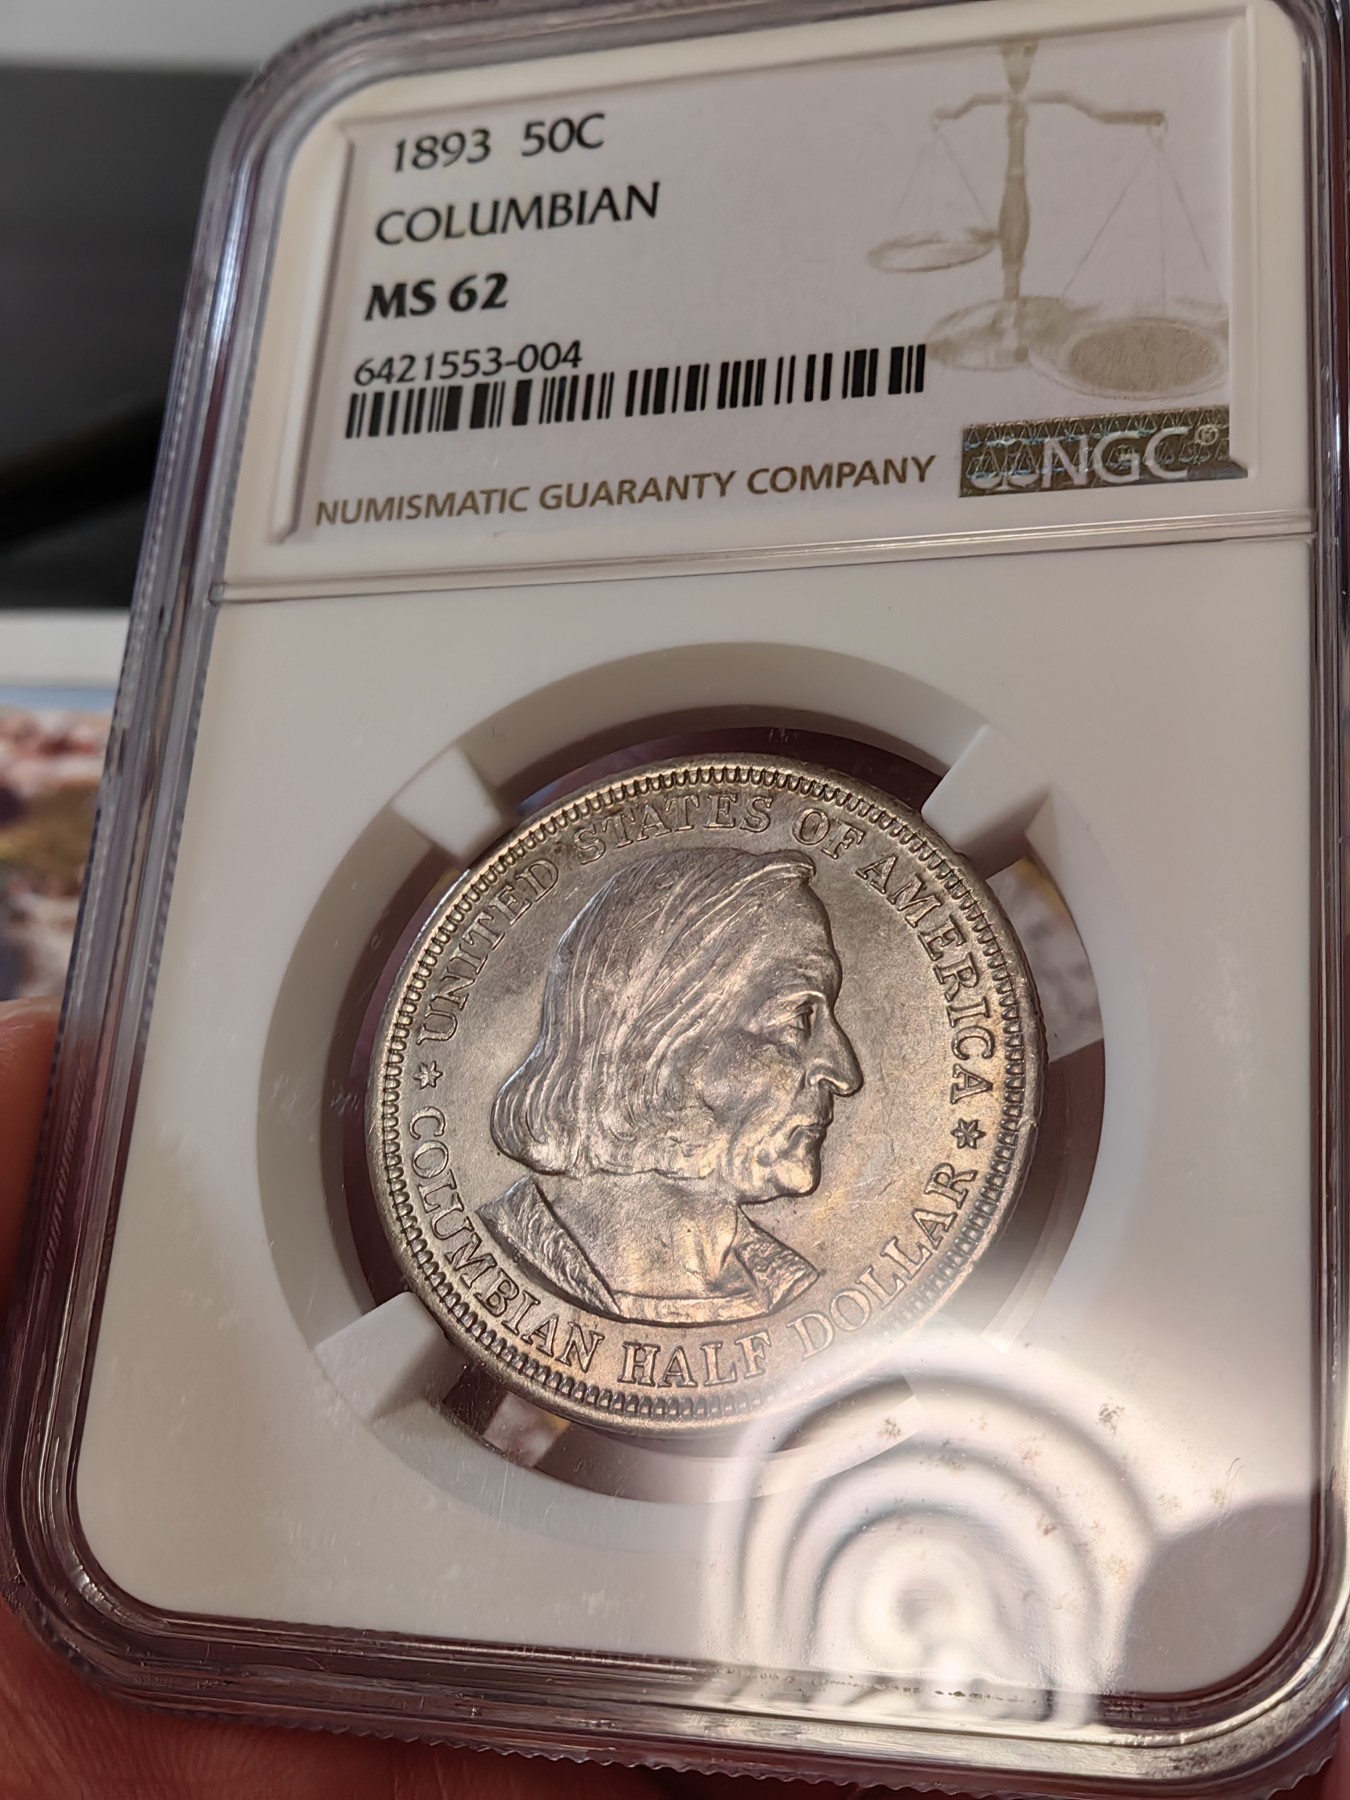 1893 50C
COLUMBIAN
MS 62
6421553-004
NUMISMATIC GUARANTY COMPANY
NGC®
UNITED STATES OF AMERICA
★ COLUMBIAN HALF DOLLAR ★